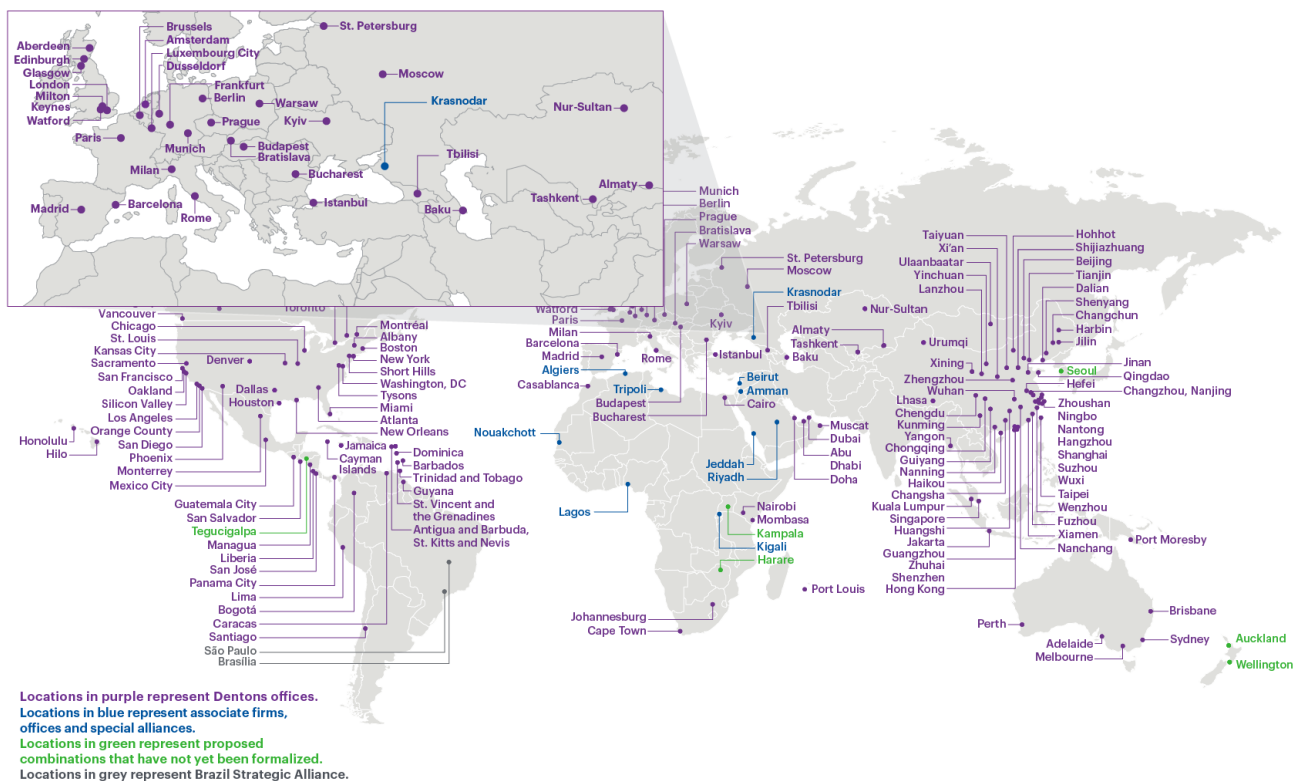 Brussels
Amsterdam
Luxembourg City
Dusseldorf
Frankfurt
Berlin
Aberdeen
Edinburgh
Glasgow
London
Milton
Keynes
Watford
Paris
Munich
Prague
Warsaw
Kyiv
Budapest
Bratislava
Milan
Bucharest
Madrid
Barcelona
Rome
Istanbul
St. Petersburg
Moscow
Krasnodar
Nur-Sultan
Tbilisi
Baku
Tashkent
Almaty
Vancouver
Toronto
Chicago
St. Louis
Kansas City
Sacramento
San Francisco
Oakland
Silicon Valley
Los Angeles
Orange County
San Diego
Phoenix
Monterrey
Mexico City
Honolulu
Hilo
Denver
Dallas
Houston
Montréal
Albany
Boston
New York
Short Hills
Washington, DC
Tysons
Miami
Atlanta
New Orleans
Jamaica
Cayman
Islands
Dominica
Barbados
Trinidad and Tobago
Guyana
St. Vincent and
the Grenadines
Antigua and Barbuda,
St. Kitts and Nevis
Guatemala City
San Salvador
Tegucigalpa
Managua
Liberia
San José
Panama City
Lima
Bogotá
Caracas
Santiago
São Paulo
Brasília
Munich
Berlin
Prague
Bratislava
Warsaw
St. Petersburg
Moscow
Krasnodar
Tbilisi
Watford
Paris
Milan
Barcelona
Madrid
Algiers
Casablanca
Rome
Kyiv
Istanbul
Tripoli
Budapest
Bucharest
Nur-Sultan
Almaty
Tashkent
Baku
Beirut
Amman
Cairo
Nouakchott
Lagos
Jeddah
Riyadh
Muscat
Dubai
Abu
Dhabi
Doha
Nairobi
Mombasa
Kampala
Kigali
Harare
Port Louis
Johannesburg
Cape Town
Taiyuan
Xi'an
Ulaanbaatar
Yinchuan
Lanzhou
Urumqi
Xining
Zhengzhou
Wuhan
Lhasa
Chengdu
Kunming
Yangon
Chongqing
Guiyang
Nanning
Haikou
Changsha
Kuala Lumpur
Singapore
Huangshi
Jakarta
Guangzhou
Zhuhai
Shenzhen
Hong Kong
Hohhot
Shijiazhuang
Beijing
Tianjin
Dalian
Shenyang
Changchun
Harbin
Jilin
Jinan
Seoul
Qingdao
Hefei
Changzhou, Nanjing
Zhoushan
Ningbo
Nantong
Hangzhou
Shanghai
Suzhou
Wuxi
Taipei
Wenzhou
Fuzhou
Xiamen
Nanchang
Port Moresby
Perth
Adelaide
Melbourne
Brisbane
Sydney
Auckland
Wellington
Locations in purple represent Dentons offices.
Locations in blue represent associate firms,
offices and special alliances.
Locations in green represent proposed
combinations that have not yet been formalized.
Locations in grey represent Brazil Strategic Alliance.